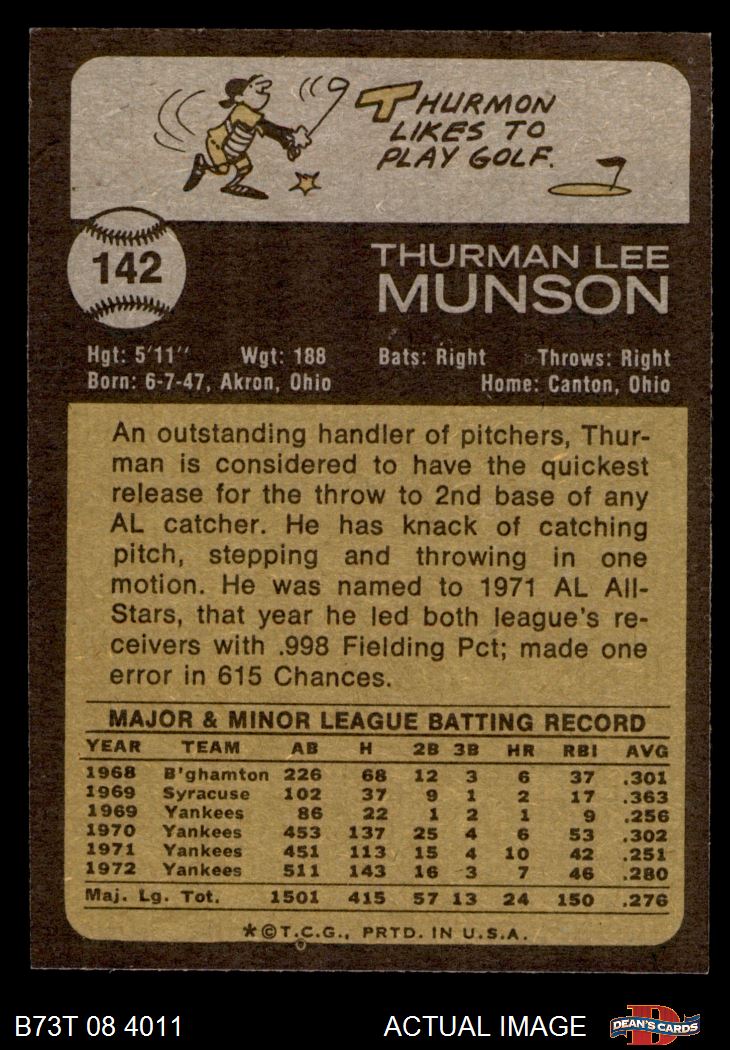 THURMON
LIKES TO
PLAY GOLF.
142
THURMAN LEE
MUNSON
Hgt: 5'11'' Wgt: 188 Bats: Right Throws: Right
Born: 6-7-47, Akron, Ohio Home: Canton, Ohio
An outstanding handler of pitchers, Thur-
man is considered to have the quickest
release for the throw to 2nd base of any
AL catcher. He has knack of catching
pitch, stepping and throwing in one
motion. He was named to 1971 AL All-
Stars, that year he led both league's re-
ceivers with .998 Fielding Pct; made one
error in 615 Chances.
MAJOR & MINOR LEAGUE BATTING RECORD
YEAR TEAM AB H 2B 3B HR RBI AVG
1968 B'ghamton 226 68 12 3 6 37 .301
1969 Syracuse 102 37 9 1 2 17 .363
1969 Yankees 86 22 1 2 1 9 .256
1970 Yankees 453 137 25 4 6 53 .302
1971 Yankees 451 113 15 4 10 42 .251
1972 Yankees 511 143 16 3 7 46 .280
Maj. Lg. Tot. 1501 415 57 13 24 150 .276
*©T.C.G., PRTD. IN U.S.A.
B73T 08 4011 ACTUAL IMAGE D DEAN'S CARDS